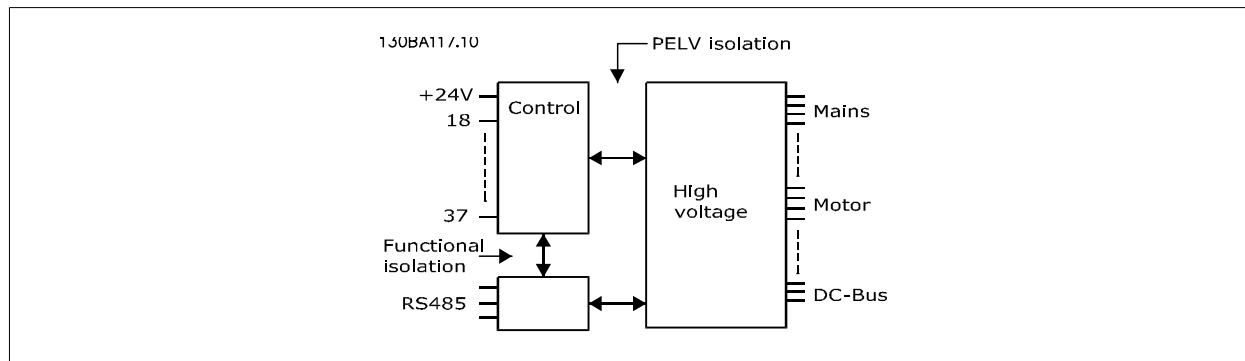 130BA117.10
PELV isolation
+24V
Control
18
Mains
High
voltage
37
Motor
Functional
isolation
RS485
DC-Bus